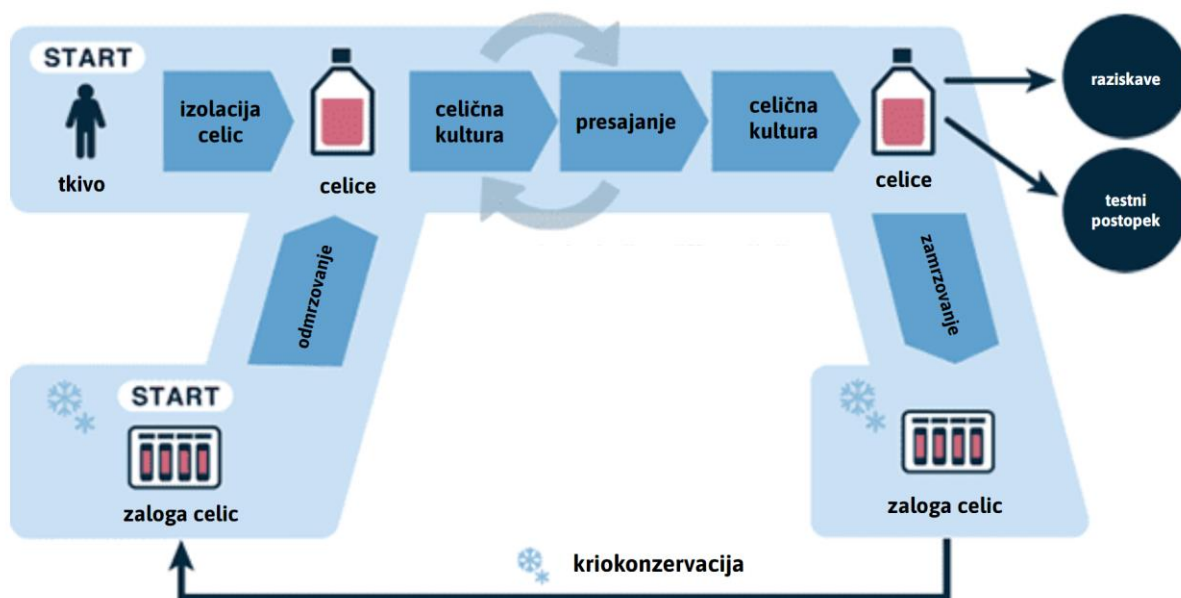 START
tkivo
izolacija
celic
celice
celična
kultura
presajanje
celična
kultura
celice
raziskave
testni
postopek
odmrzovanje
zamrzovanje
START
zaloga celic
zaloga celic
kriokonzervacija